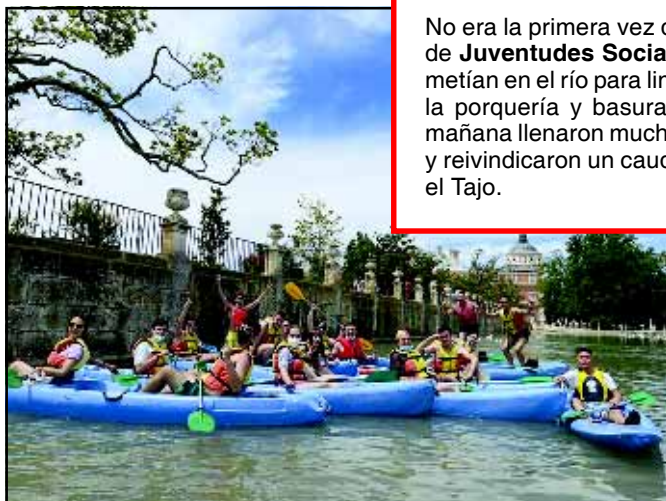 No era la primera vez
de Juventudes
metían en el río para
la porquería y basura
mañana llenaron
y reivindicaron un
el Tajo.